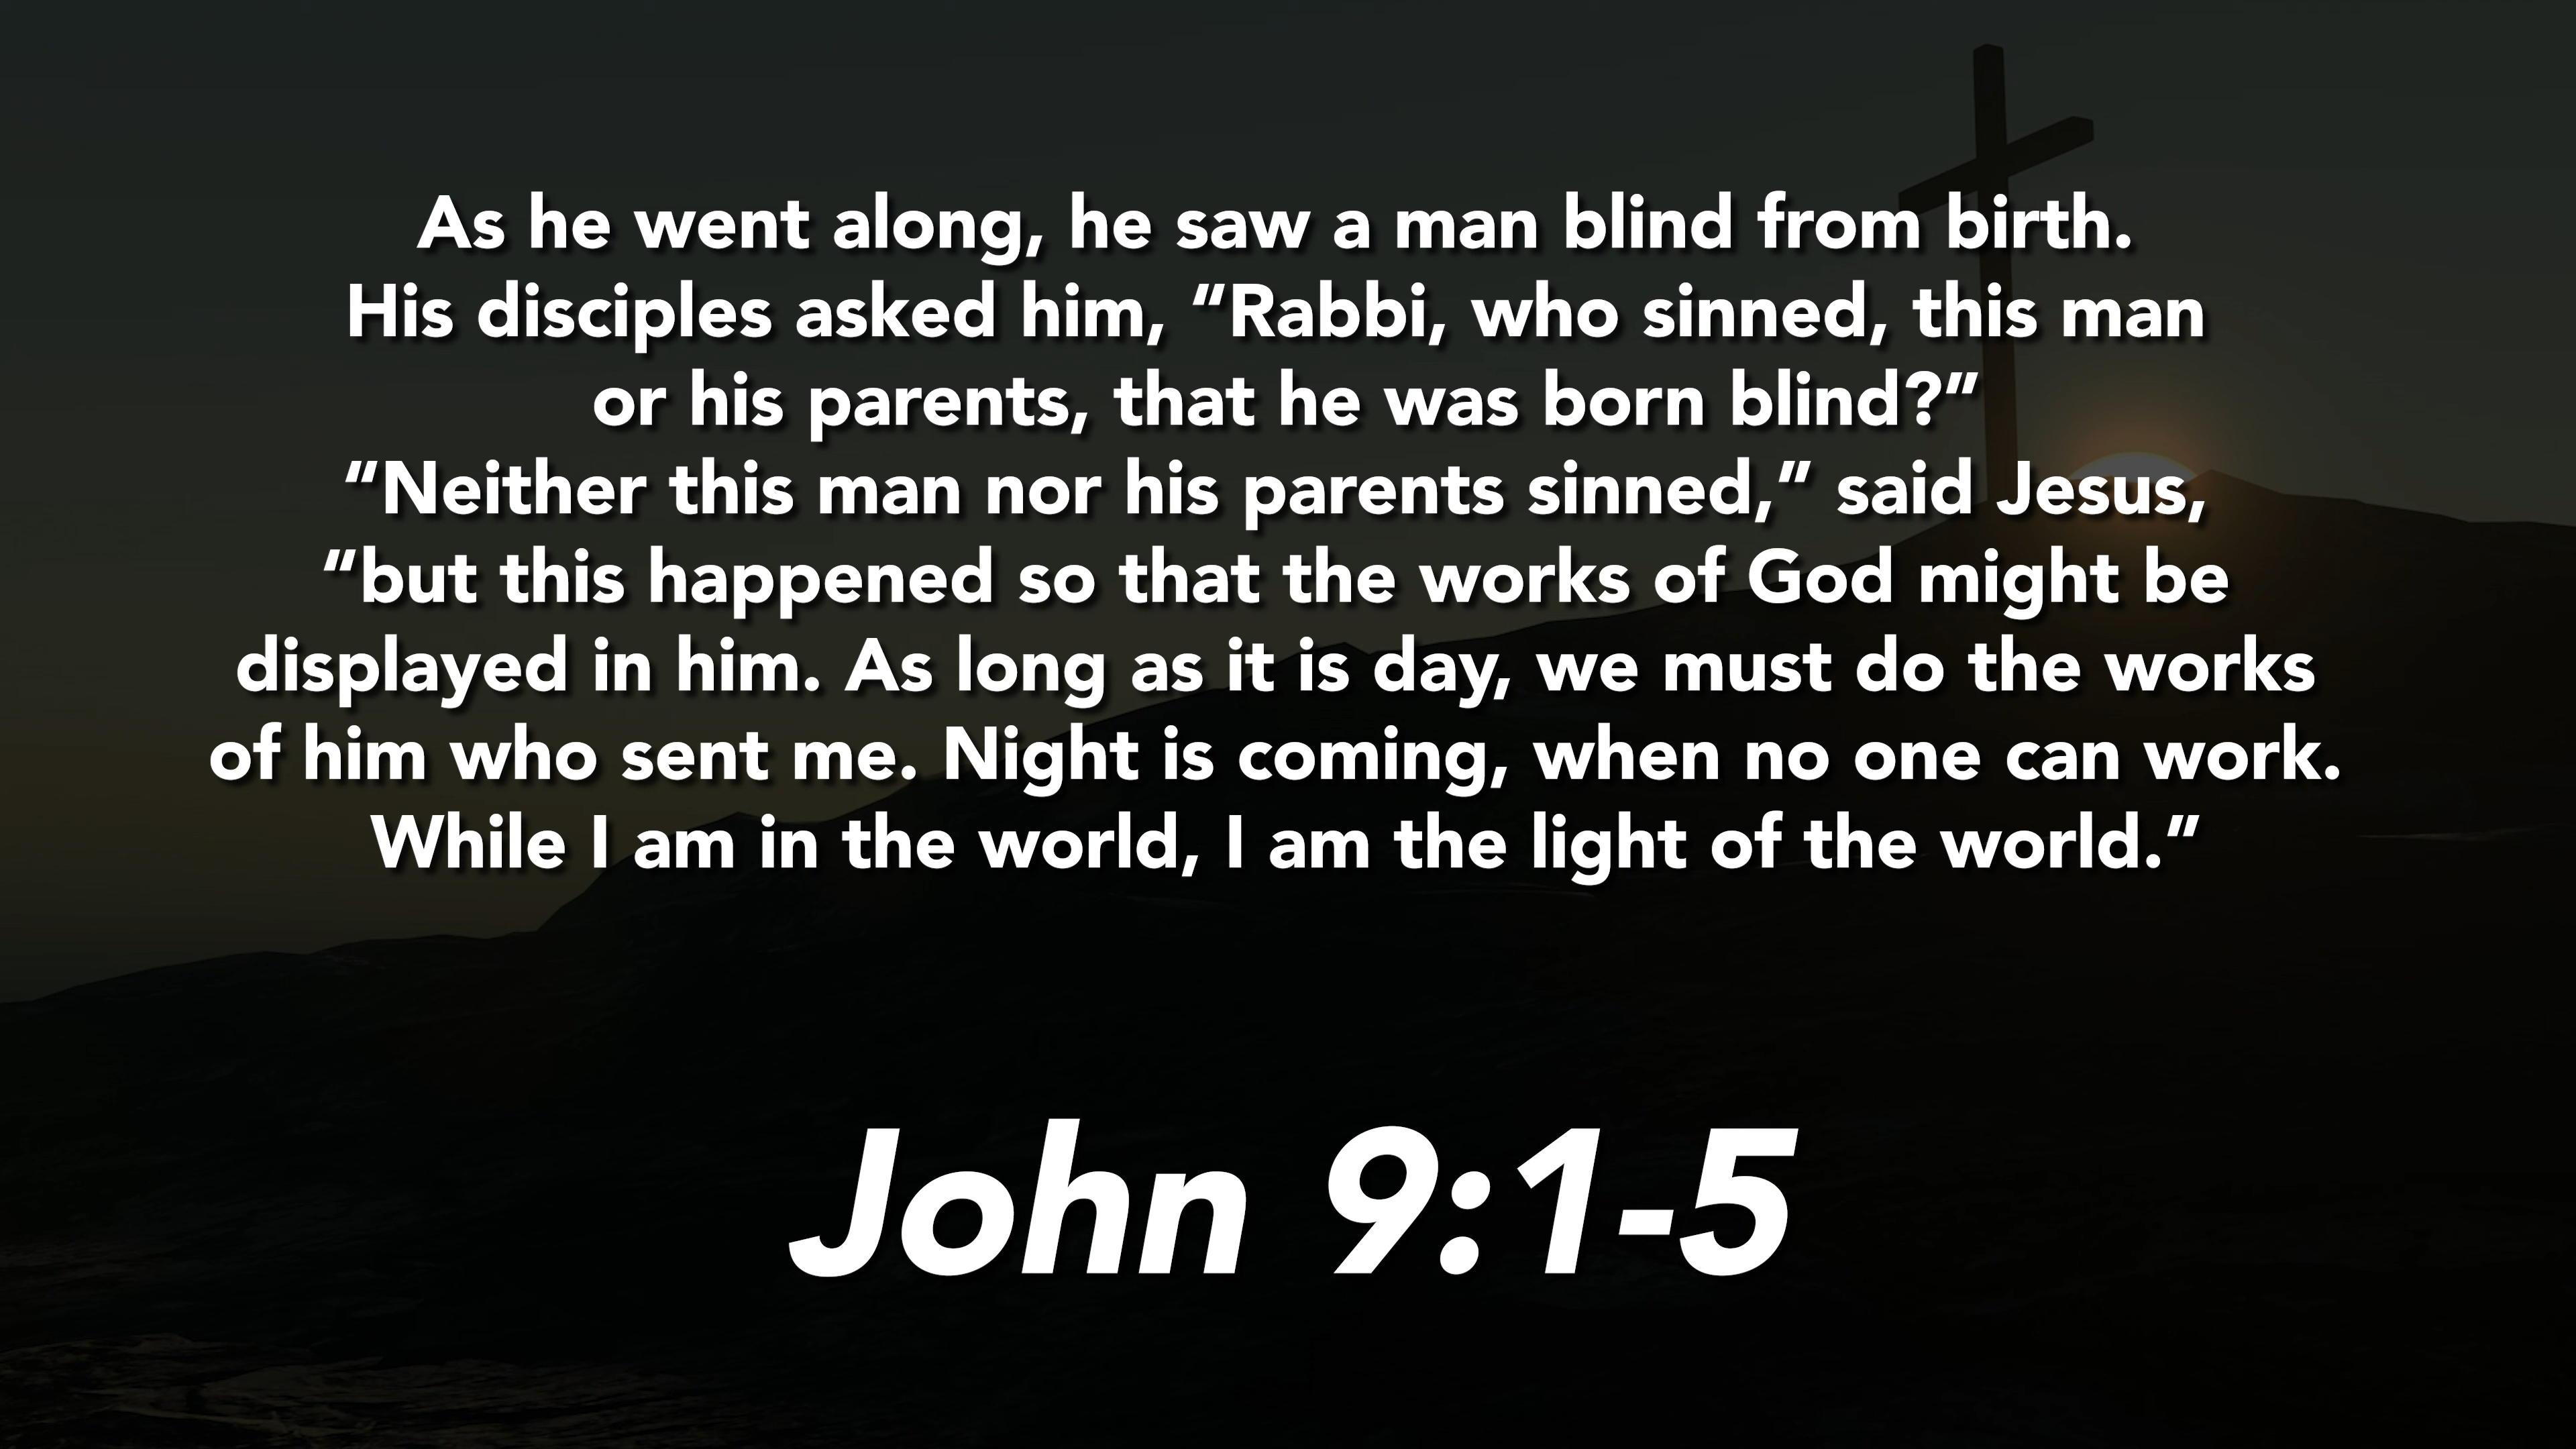 As he went along, he saw a man blind from birth.
His disciples asked him, “Rabbi, who sinned, this man
or his parents, that he was born blind?”
“Neither this man nor his parents sinned,” said Jesus,
“but this happened so that the works of God might be
displayed in him. As long as it is day, we must do the works
of him who sent me. Night is coming, when no one can work.
While I am in the world, I am the light of the world.”
John 9:1-5